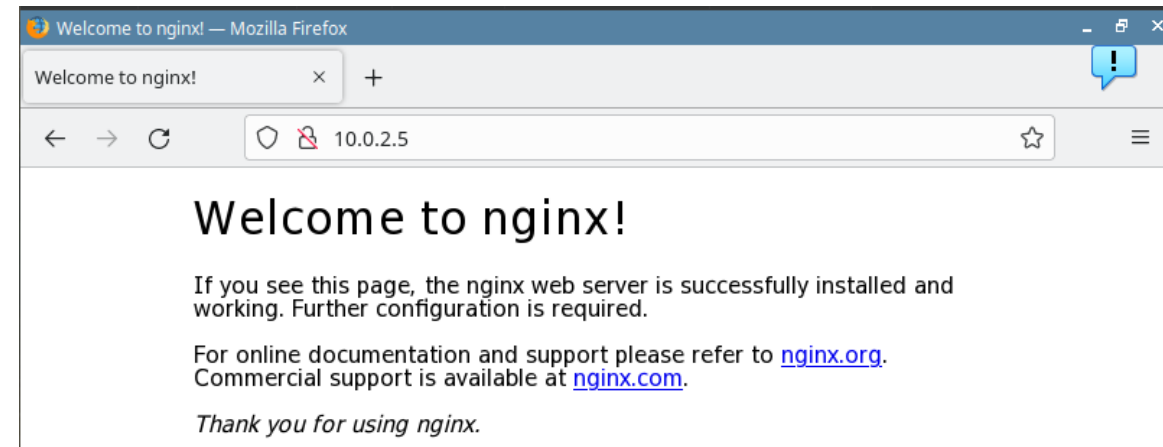 Welcome to nginx! — Mozilla Firefox
Welcome to nginx!
10.0.2.5
Welcome to nginx!
If you see this page, the nginx web server is successfully installed and
working. Further configuration is required.
For online documentation and support please refer to nginx.org.
Commercial support is available at nginx.com.
Thank you for using nginx.